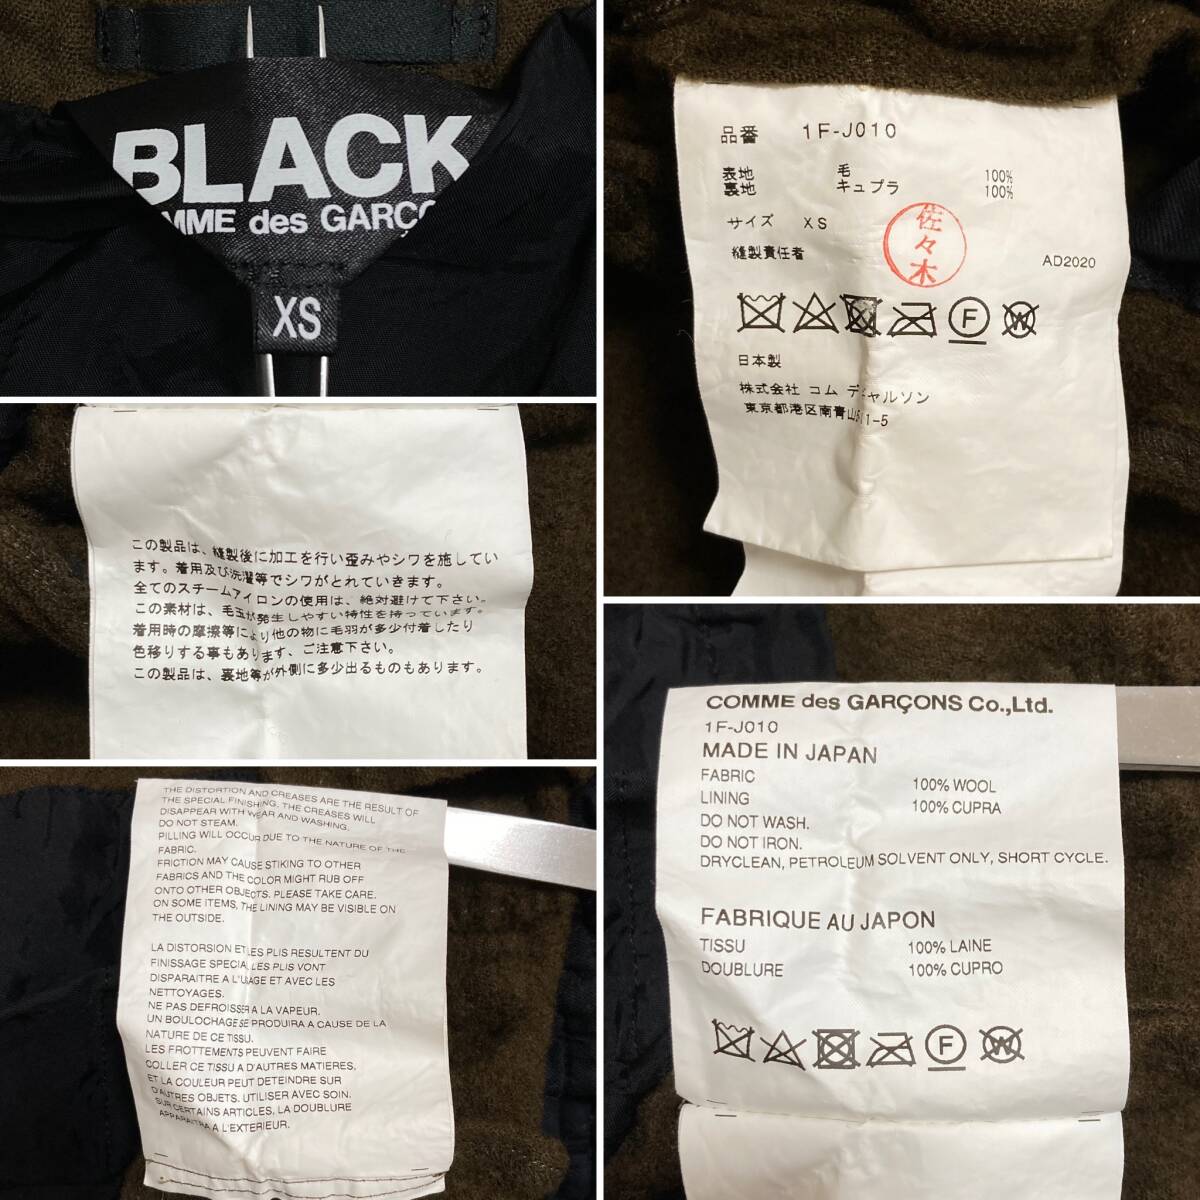 BLACK
MME des GARÇO
XS
品番 1F-J010
表地 毛 100%
裏地 キュプラ 100%
サイズ XS
縫製責任者
佐々木
AD2020
F W
日本製
株式会社 コム デ ギャルソン
東京都港区南青山5 11-5
この製品は、縫製後に加工を行い歪みやシワを施してい
ます。着用及び洗濯等でシワがとれていきます。
全てのスチームアイロンの使用は、絶対避けて下さい。
この素材は、毛玉が発生しやすい特性を持っています。
着用時の摩擦等により他の物に毛羽が多少付着したり
色移りする事もあります、ご注意下さい。
この製品は、裏地等が外側に多少出るものもあります。
THE DISTORTION AND CREASES ARE THE RESULT OF
THE SPECIAL FINISHING. THE CREASES WILL
DISAPPEAR WITH WEAR AND WASHING.
DO NOT STEAM.
PILLING WILL OCCUR DUE TO THE NATURE OF THE
FABRIC.
FRICTION MAY CAUSE STIKING TO OTHER
FABRICS AND THE COLOR MIGHT RUB OFF
ONTO OTHER OBJECTS. PLEASE TAKE CARE.
ON SOME ITEMS, THE LINING MAY BE VISIBLE ON
THE OUTSIDE.
LA DISTORSION ET LES PLIS RESULTENT DU
FINISSAGE SPECIAL. LES PLIS VONT
DISPARAITRE A L'USAGE ET AVEC LES
NETTOYAGES.
NE PAS DEFROISSER A LA VAPEUR.
UN BOULOCHAGE SE PRODUIRA A CAUSE DE LA
NATURE DE CE TISSU.
LES FROTTEMENTS PEUVENT FAIRE
COLLER CE TISSU A D'AUTRES MATIERES.
ET LA COULEUR PEUT DETEINDRE SUR
D'AUTRES OBJETS. UTILISER AVEC SOIN.
SUR CERTAINS ARTICLES, LA DOUBLURE
APPARAITRA A L'EXTERIEUR.
COMME des GARÇONS Co.,Ltd.
1F-J010
MADE IN JAPAN
FABRIC 100% WOOL
LINING 100% CUPRA
DO NOT WASH.
DO NOT IRON.
DRYCLEAN, PETROLEUM SOLVENT ONLY, SHORT CYCLE.
FABRIQUE AU JAPON
TISSU 100% LAINE
DOUBLURE 100% CUPRO
F W